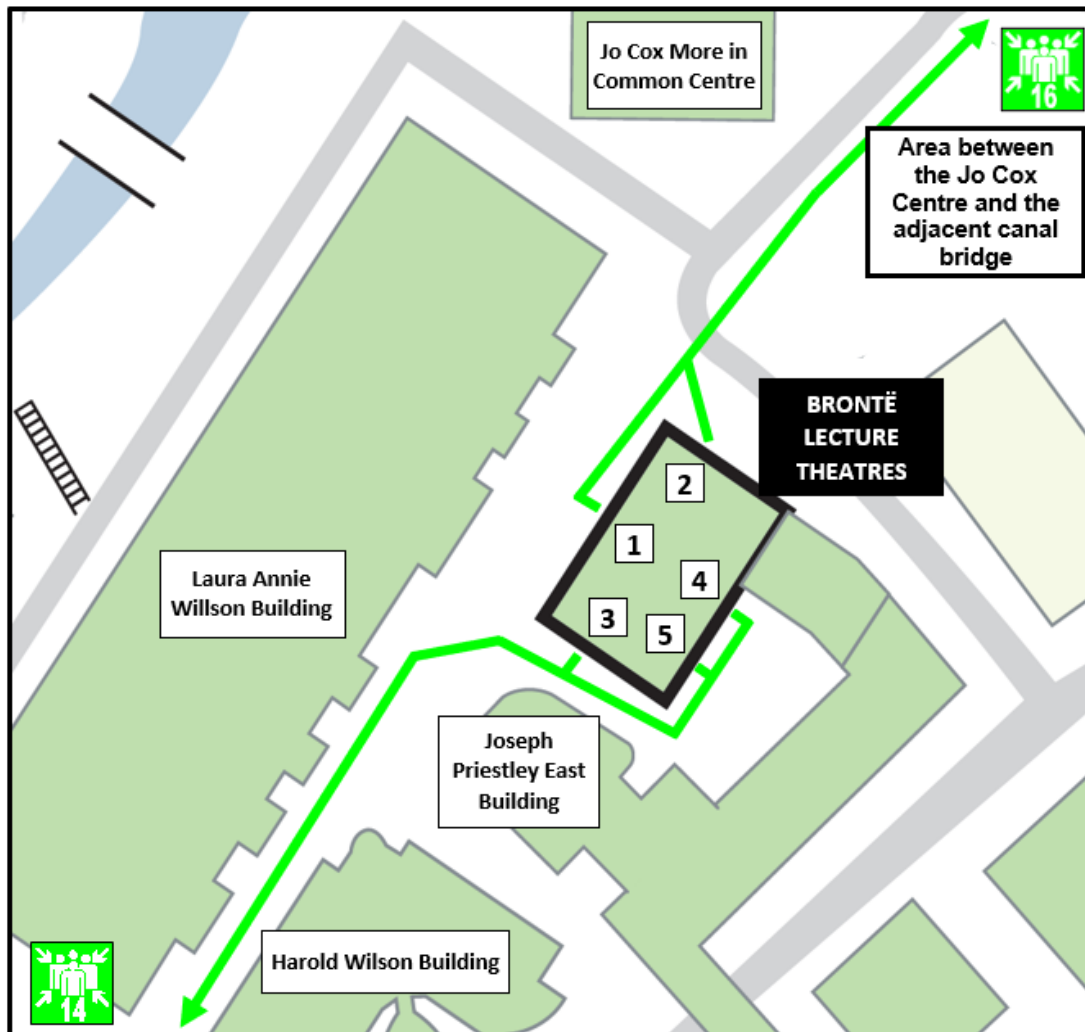 Jo Cox More in
Common Centre
16
Area between
the Jo Cox
Centre and the
adjacent canal
bridge
BRONTË
LECTURE
THEATRES
2
1
4
3
5
Laura Annie
Willson Building
Joseph
Priestley East
Building
Harold Wilson Building
14